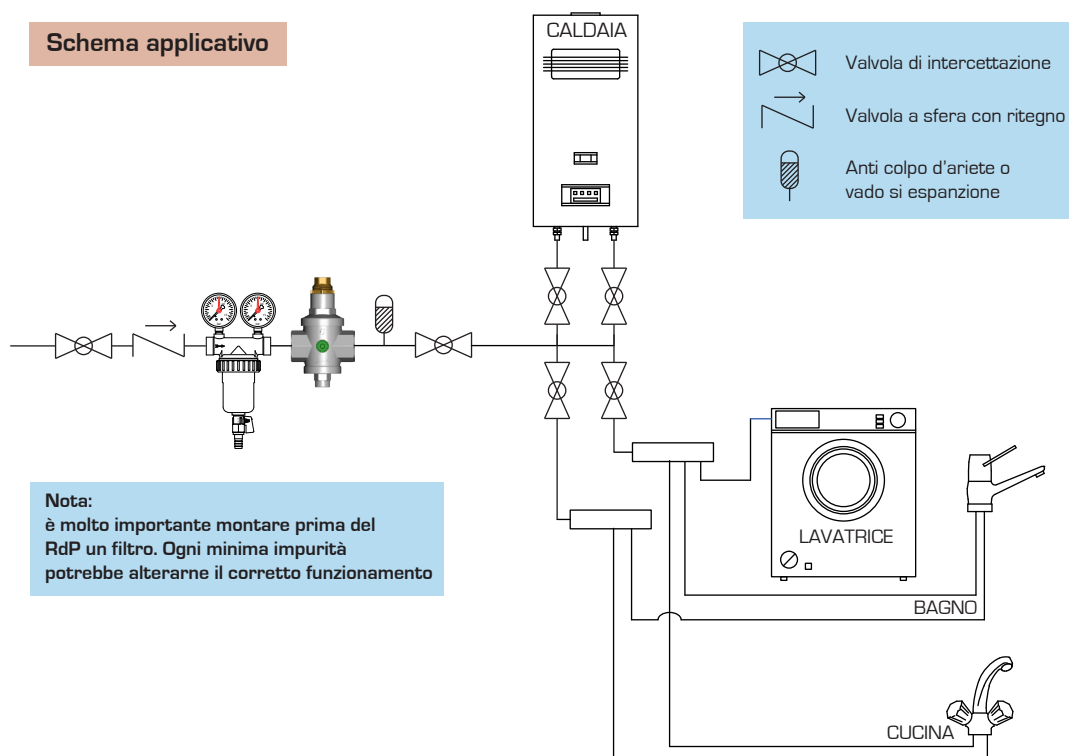 Schema applicativo
CALDAIA
Valvola di intercettazione
Valvola a sfera con ritegno
Anti colpo d'ariete o
vado si espanzione
Nota:
è molto importante montare prima del
RdP un filtro. Ogni minima impurità
potrebbe alterarne il corretto funzionamento
LAVATRICE
BAGNO
CUCINA